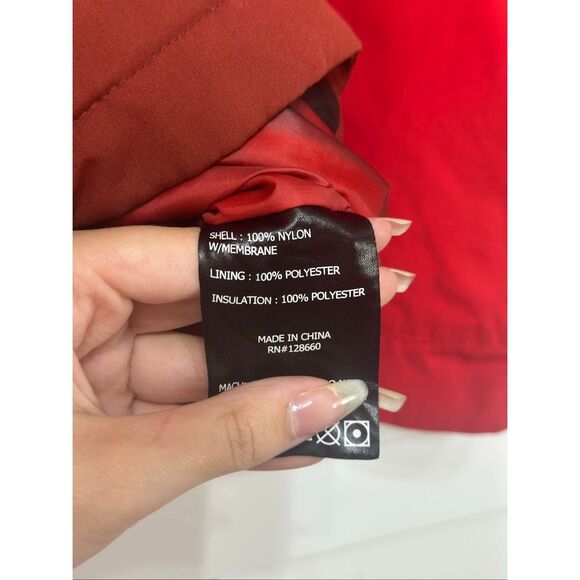 SHELL : 100% NYLON
W/MEMBRANE
LINING : 100% POLYESTER
INSULATION : 100% POLYESTER
MADE IN CHINA
RN#128660